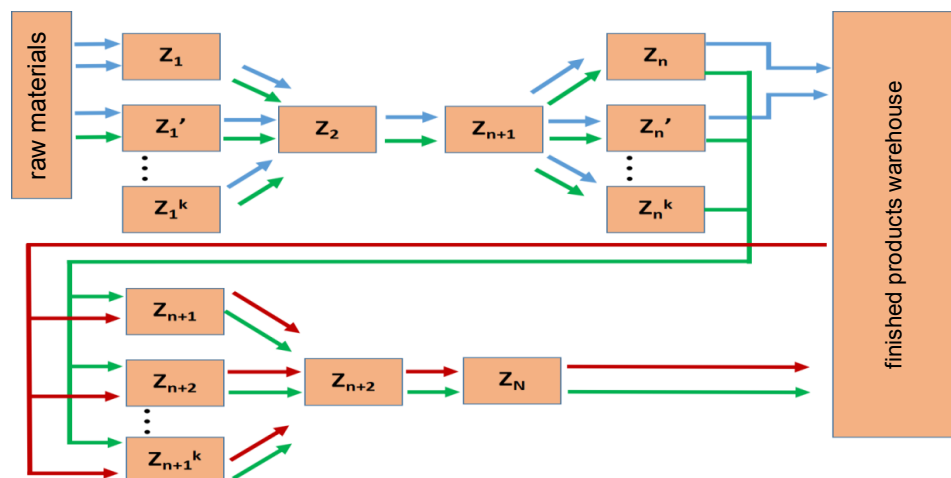 raw materials
Z₁
Z₁′
Z₁ᵏ
Z₂
Zₙ₊₁
Zₙ
Zₙ′
Zₙᵏ
finished products warehouse
Zₙ₊₁
Zₙ₊₂
Zₙ₊₁ᵏ
Zₙ₊₂
Z_N